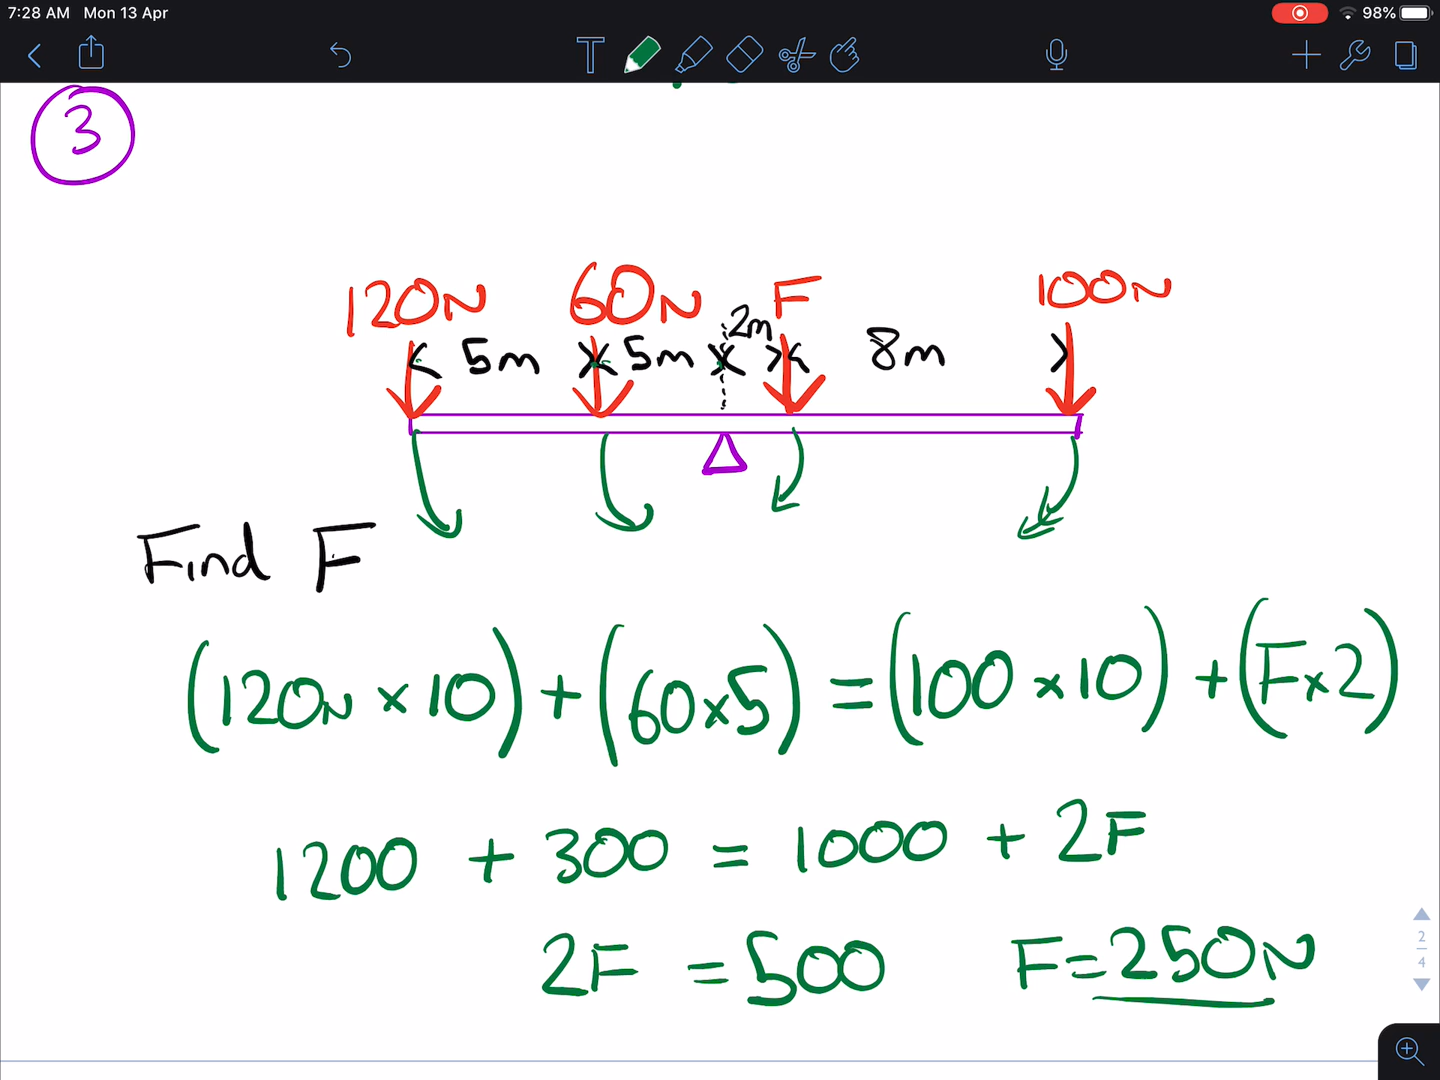 7:28 AM Mon 13 Apr 98%
3
120N 60N F 100N
5m 5m 2m 8m
Find F
(120N × 10) + (60 × 5) = (100 × 10) + (F × 2)
1200 + 300 = 1000 + 2F
2F = 500 F = 250N
2
4